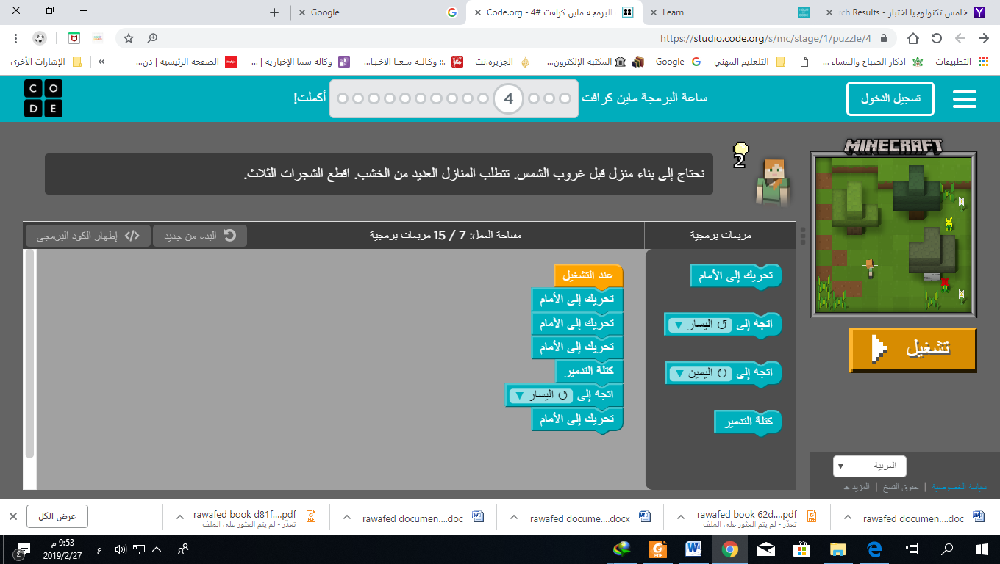 Google
Code.org - 4# البرمجة ماين كرافت
Learn
خامس تكنولوجيا اختبار - rch Results
https://studio.code.org/s/mc/stage/1/puzzle/4
التطبيقات
اذكار الصباح والمساء ...
التلعليم المهني
Google
المكتبة الإلكترون...
الجزيرة.نت
.:: وكـالـة مـعـا الاخبـا...
وكالة سما الإخبارية | ...
الصفحة الرئيسية | دن...
»
الإشارات الأخرى
C O D E
تسجيل الدخول
ساعة البرمجة ماين كرافت
4
أكملت!
MINECRAFT
2
نحتاج إلى بناء منزل قبل غروب الشمس. تتطلب المنازل العديد من الخشب. اقطع الشجرات الثلاث.
مربعات برمجية
مساحة العمل: 7 / 15 مربعات برمجية
البدء من جديد
إظهار الكود البرمجي
</>
تحريك إلى الأمام
اتجه إلى ↺ اليسار ▼
اتجه إلى ↻ اليمين ▼
كتلة التدمير
عند التشغيل
تحريك إلى الأمام
تحريك إلى الأمام
تحريك إلى الأمام
كتلة التدمير
اتجه إلى ↺ اليسار ▼
تحريك إلى الأمام
تشغيل
العربية
سياسة الخصوصية | حقوق النسخ | المزيد
rawafed documen....doc
rawafed book 62d....pdf
تعذّر - لم يتم العثور على الملف
rawafed docume....docx
rawafed documen....doc
rawafed book d81f....pdf
تعذّر - لم يتم العثور على الملف
عرض الكل
PDF
ع
9:53 م
2019/2/27
٤